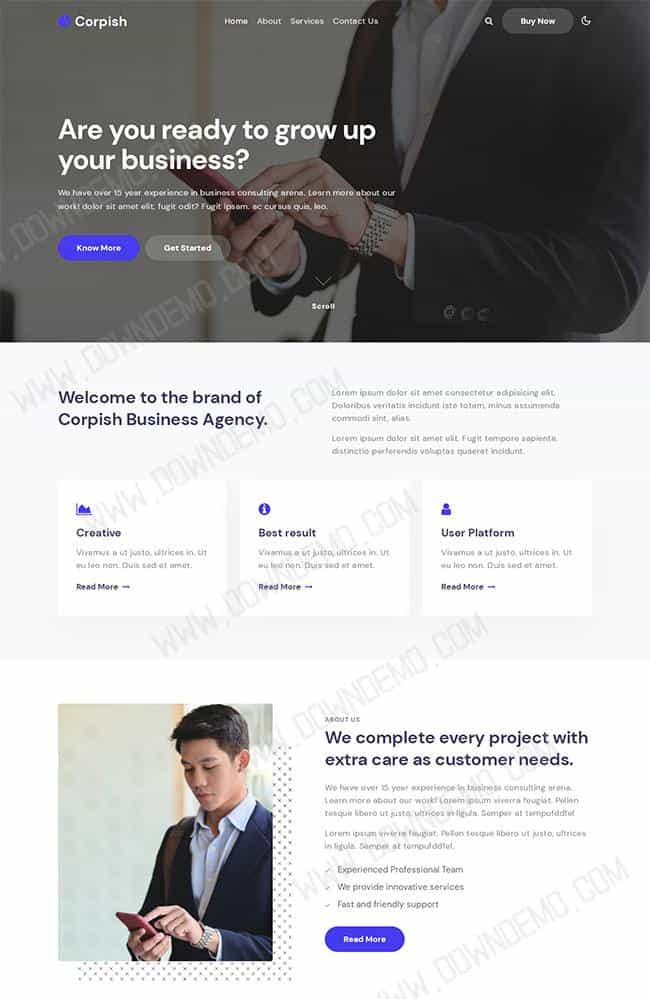 Corpish
Home About Services Contact Us
Buy Now
Are you ready to grow up
your business?
We have over 15 year experience in business consulting arena. Learn more about our
work! dolor sit amet elit, fugit odit? Fugit ipsam, ac cursus quis, leo.
Know More
Get Started
Scroll
Welcome to the brand of
Corpish Business Agency.
Lorem ipsum dolor sit amet consectetur adipisicing elit.
Doloribus veritatis incidunt iste totam, minus assumenda
commodi sint, alias.
Lorem ipsum dolor sit amet elit. Fugit tempore sapiente,
distinctio perferendis voluptas quaerat incidunt.
Creative
Vivamus a ut justo, ultrices in. Ut
eu leo non. Duis sed et amet.
Read More
Best result
Vivamus a ut justo, ultrices in. Ut
eu leo non. Duis sed et amet.
Read More
User Platform
Vivamus a ut justo, ultrices in. Ut
eu leo non. Duis sed et amet.
Read More
ABOUT US
We complete every project with
extra care as customer needs.
We have over 15 year experience in business consulting arena.
Learn more about our work! Lorem ipsum viverra feugiat. Pellen
tesque libero ut justo, ultrices in ligula. Semper at tempufddfel
Lorem ipsum viverra feugiat. Pellen tesque libero ut justo, ultrices
in ligula. Semper at tempufddfel.
Experienced Professional Team
We provide innovative services
Fast and friendly support
Read More
WWW.DOWNDEMO.COM
WWW.DOWNDEMO.COM
WWW.DOWNDEMO.COM
WWW.DOWNDEMO.COM
WWW.DOWNDEMO.COM
WWW.DOWNDEMO.COM